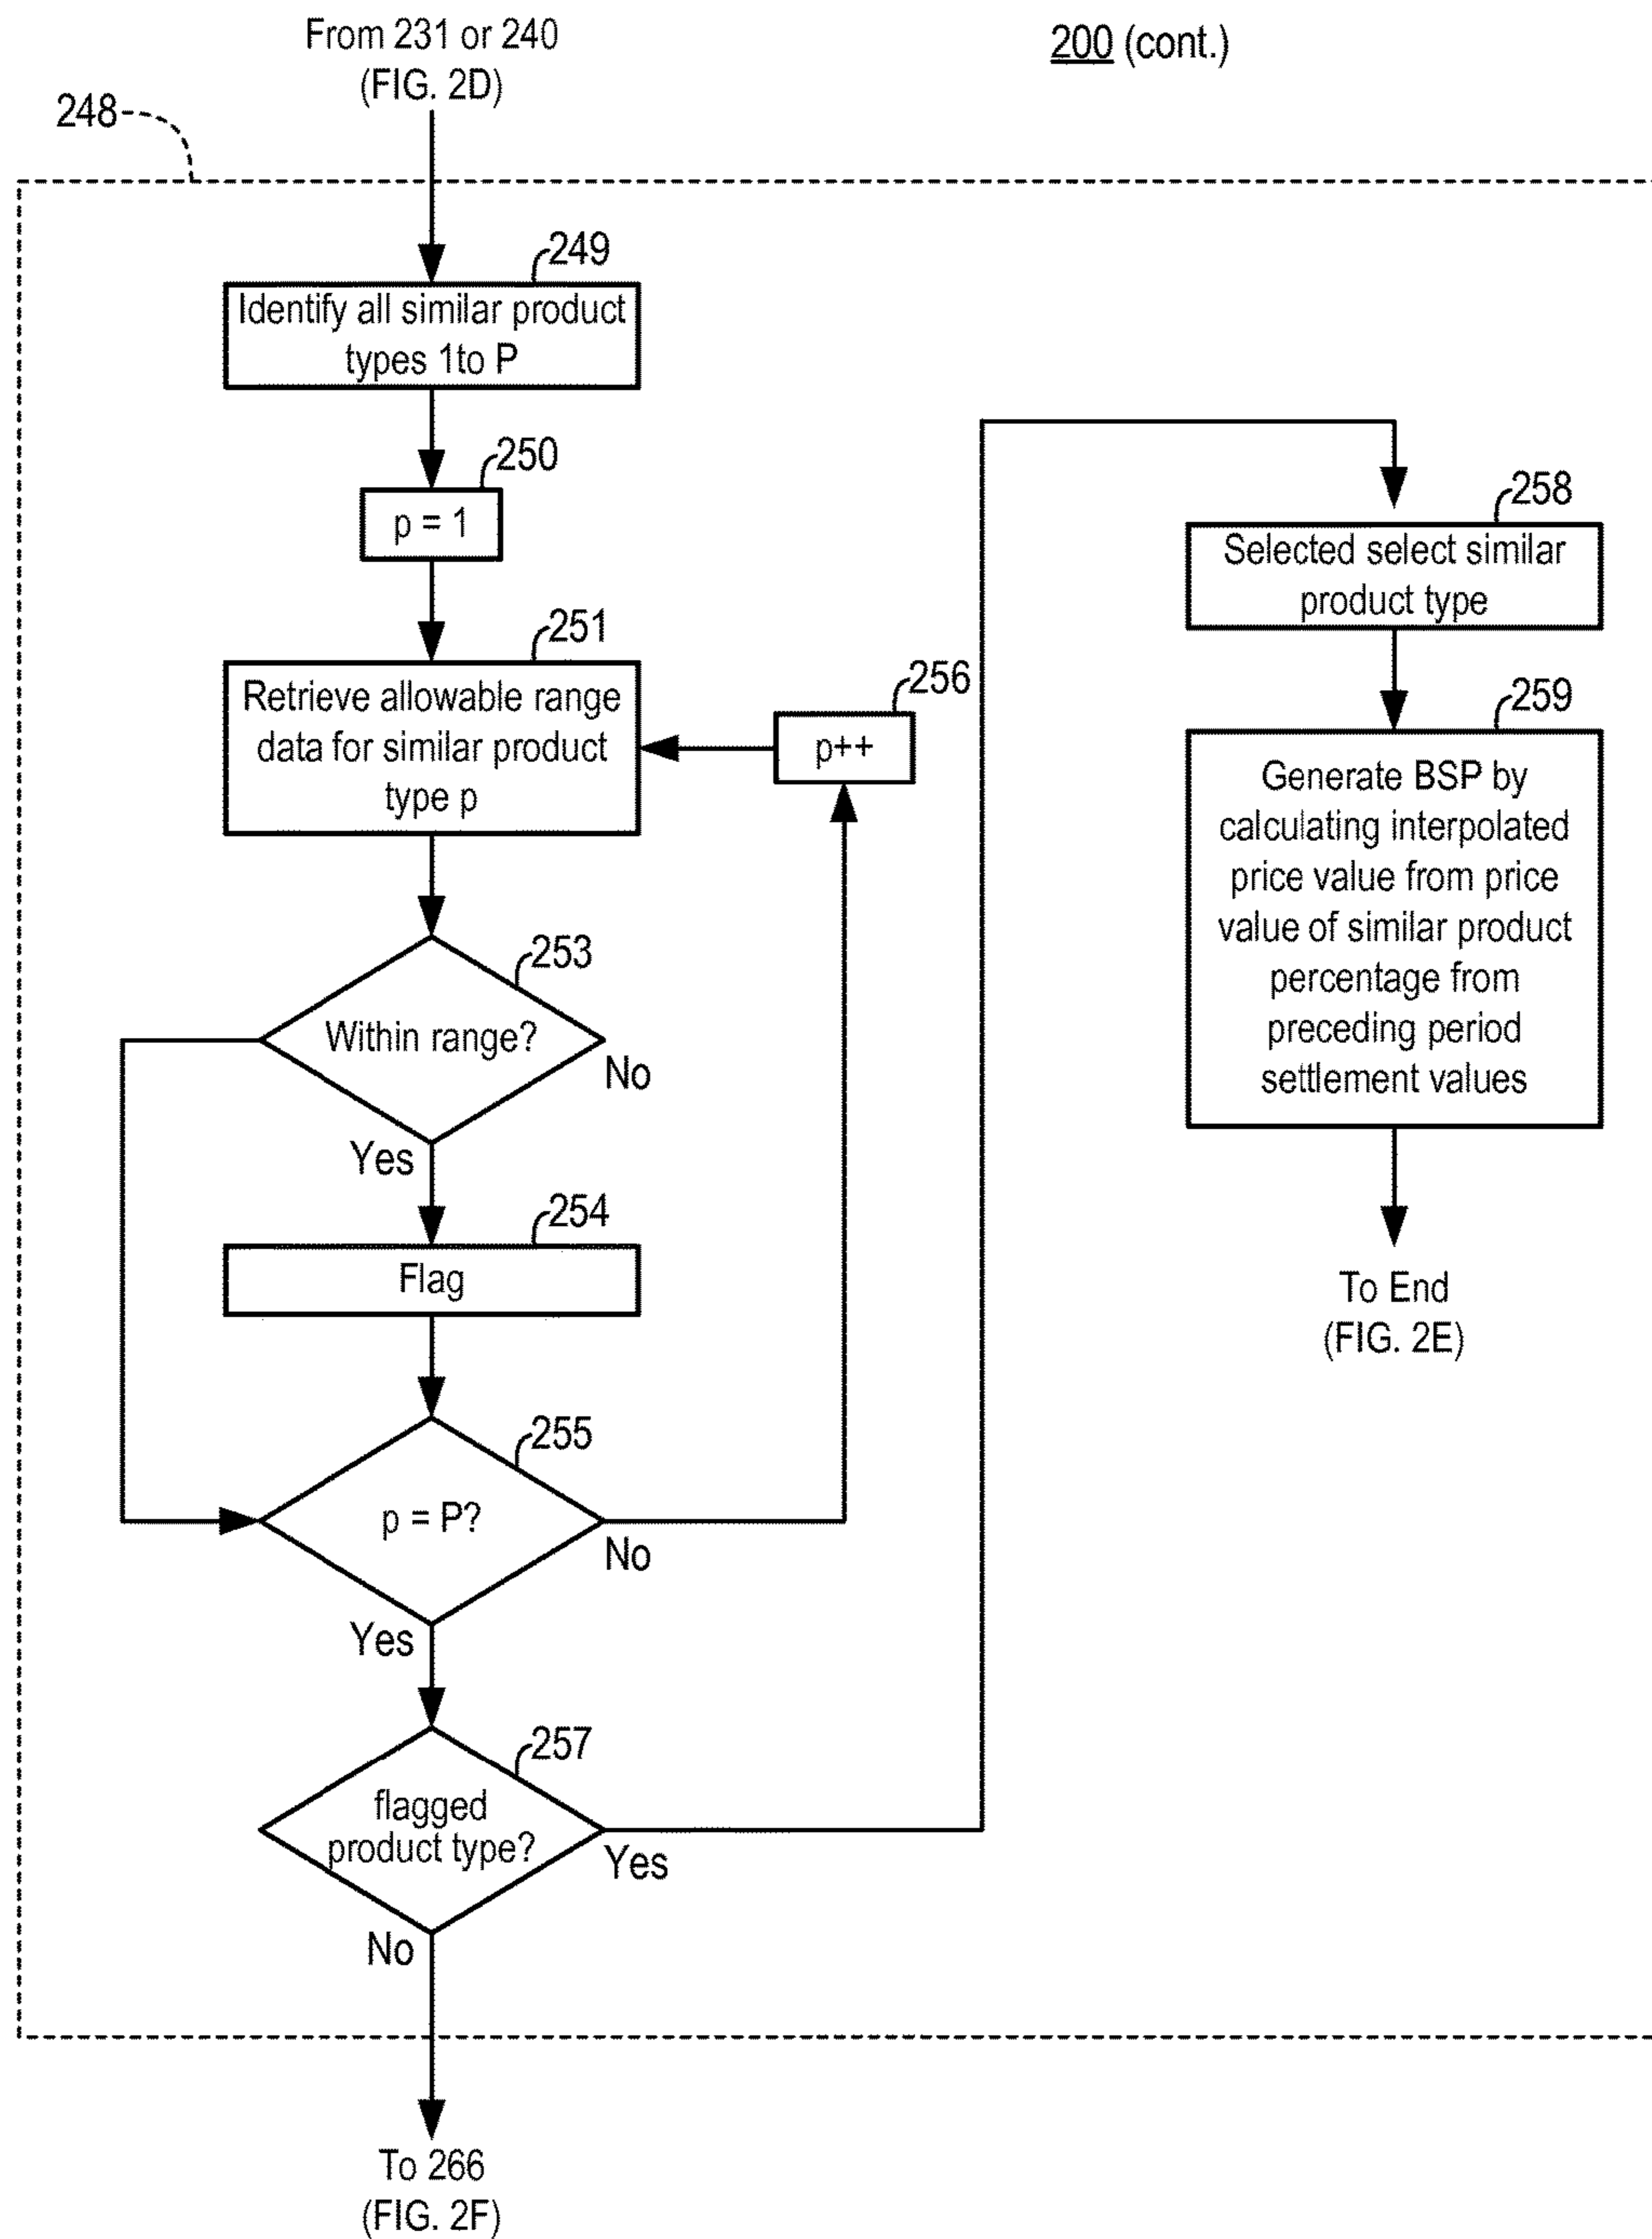 From 231 or 240
(FIG. 2D)
200 (cont.)
248
249
Identify all similar product
types 1to P
250
p = 1
251
Retrieve allowable range
data for similar product
type p
256
p++
253
Within range?
No
Yes
254
Flag
255
p = P?
No
Yes
257
flagged
product type?
Yes
No
To 266
(FIG. 2F)
258
Selected select similar
product type
259
Generate BSP by
calculating interpolated
price value from price
value of similar product
percentage from
preceding period
settlement values
To End
(FIG. 2E)